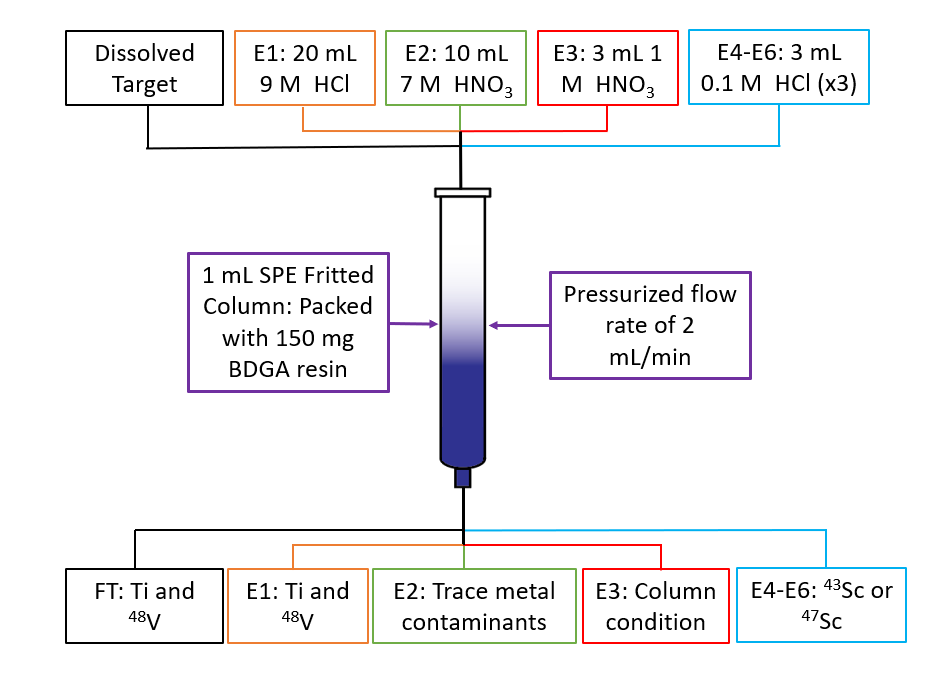 Dissolved
Target
E1: 20 mL
9 M HCl
E2: 10 mL
7 M HNO₃
E3: 3 mL 1
M HNO₃
E4-E6: 3 mL
0.1 M HCl (x3)
1 mL SPE Fritted
Column: Packed
with 150 mg
BDGA resin
Pressurized flow
rate of 2
mL/min
FT: Ti and
⁴⁸V
E1: Ti and
⁴⁸V
E2: Trace metal
contaminants
E3: Column
condition
E4-E6: ⁴³Sc or
⁴⁷Sc